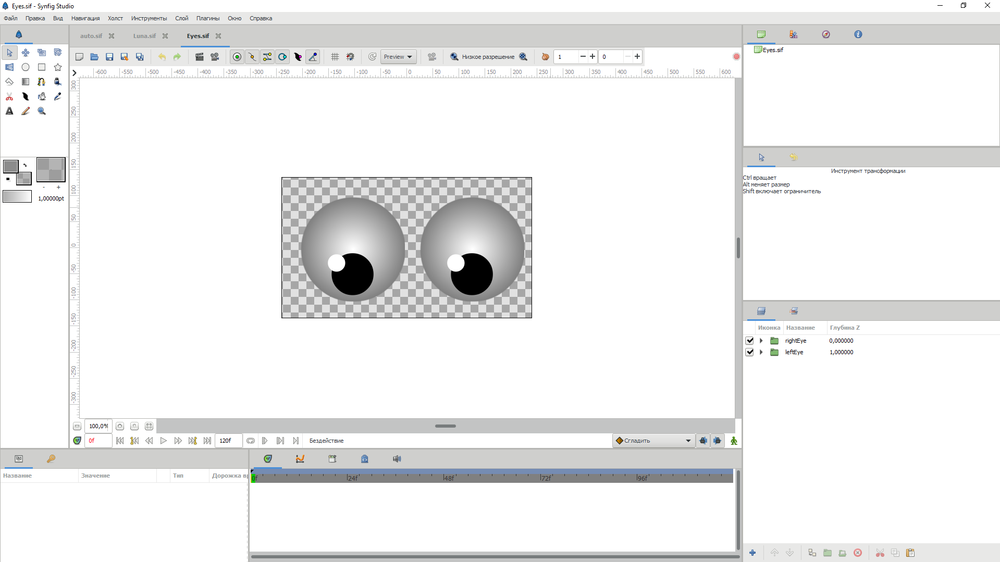 Eyes.sif - Synfig Studio
Файл Правка Вид Навигация Холст Инструменты Слой Плагины Окно Справка
auto.sif Luna.sif Eyes.sif
Preview Низкое разрешение 1 0
-600 -550 -500 -450 -400 -350 -300 -250 -200 -150 -100 -50 0 50 100 150 200 250 300 350 400 450 500 550 600
300
250
200
150
100
50
0
-50
-100
-150
-200
-250
-300
- +
1,00000pt
100,0%
0f 120f Бездействие Сгладить
Название Значение Тип Дорожка
0f 24f 48f 72f 96f
Eyes.sif
Инструмент трансформации
Ctrl вращает
Alt меняет размер
Shift включает ограничитель
Иконка Название Глубина Z
rightEye 0,000000
leftEye 1,000000